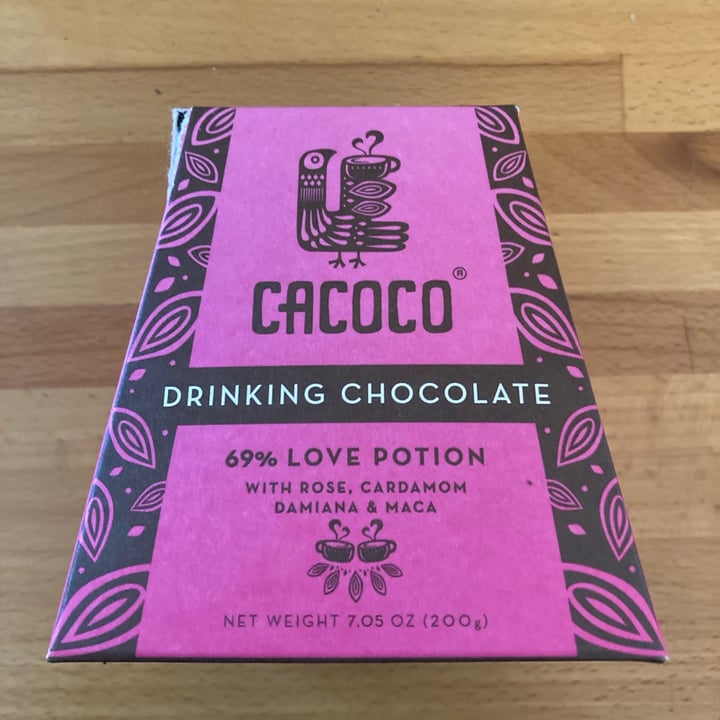 CACOCO®
DRINKING CHOCOLATE
69% LOVE POTION
WITH ROSE, CARDAMOM
DAMIANA & MACA
NET WEIGHT 7.05 OZ (200g)